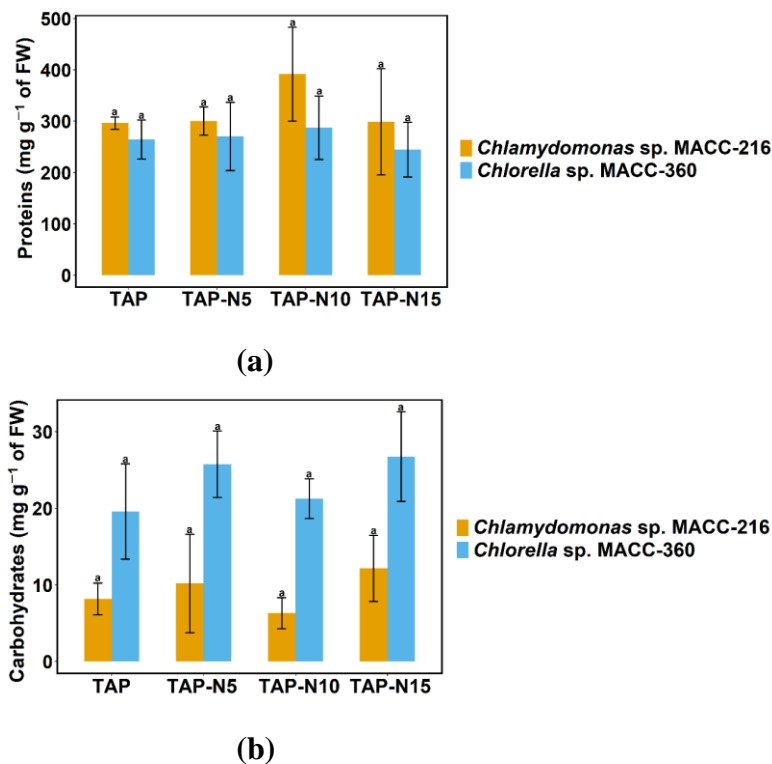 500
400
300
200
100
0
Proteins (mg g⁻¹ of FW)
a a a a a a a a
TAP TAP-N5 TAP-N10 TAP-N15
Chlamydomonas sp. MACC-216
Chlorella sp. MACC-360
(a)
30
20
10
0
Carbohydrates (mg g⁻¹ of FW)
a a a a a a a a
TAP TAP-N5 TAP-N10 TAP-N15
Chlamydomonas sp. MACC-216
Chlorella sp. MACC-360
(b)